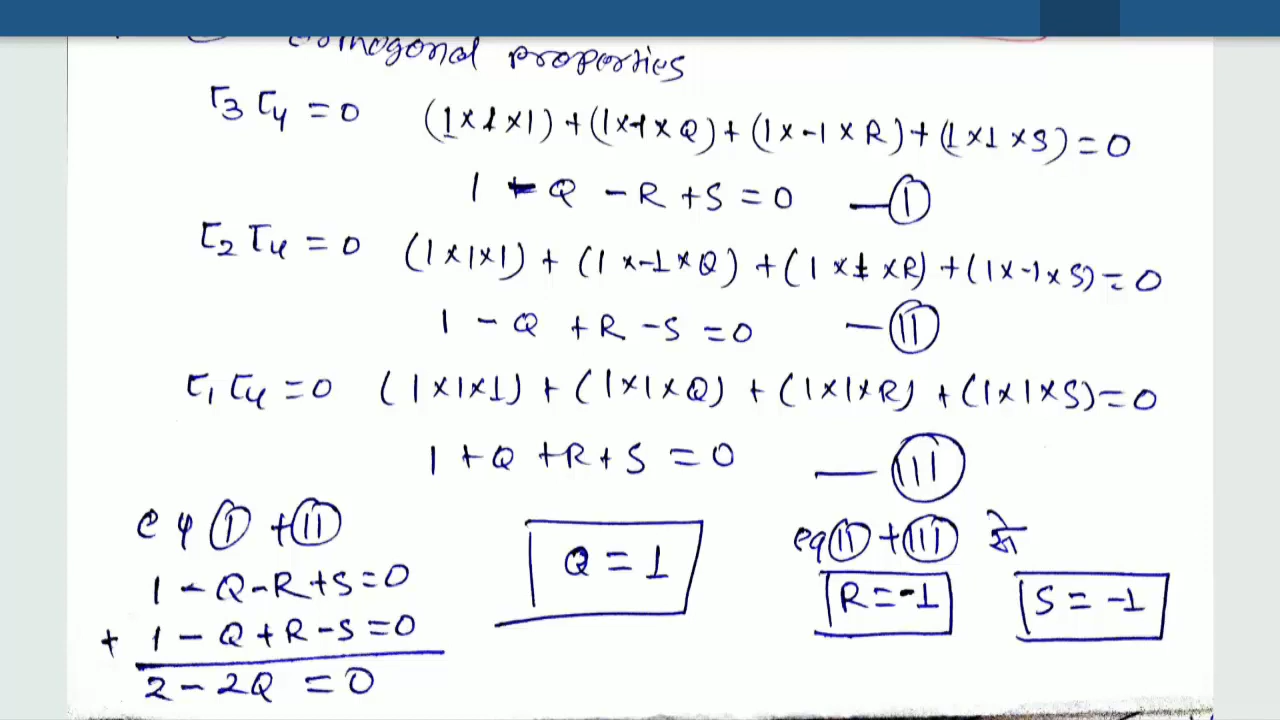 orthogonal properties
Γ3 Γ4 = 0 (1×1×1) + (1×-1×Q) + (1×-1×R) + (1×1×S) = 0
1 - Q - R + S = 0 — I
Γ2 Γ4 = 0 (1×1×1) + (1×-1×Q) + (1×1×R) + (1×-1×S) = 0
1 - Q + R - S = 0 — II
Γ1 Γ4 = 0 (1×1×1) + (1×1×Q) + (1×1×R) + (1×1×S) = 0
1 + Q + R + S = 0 — III
eq I + II
1 - Q - R + S = 0
+ 1 - Q + R - S = 0
2 - 2Q = 0
Q = 1
eq II + III से
R = -1
S = -1